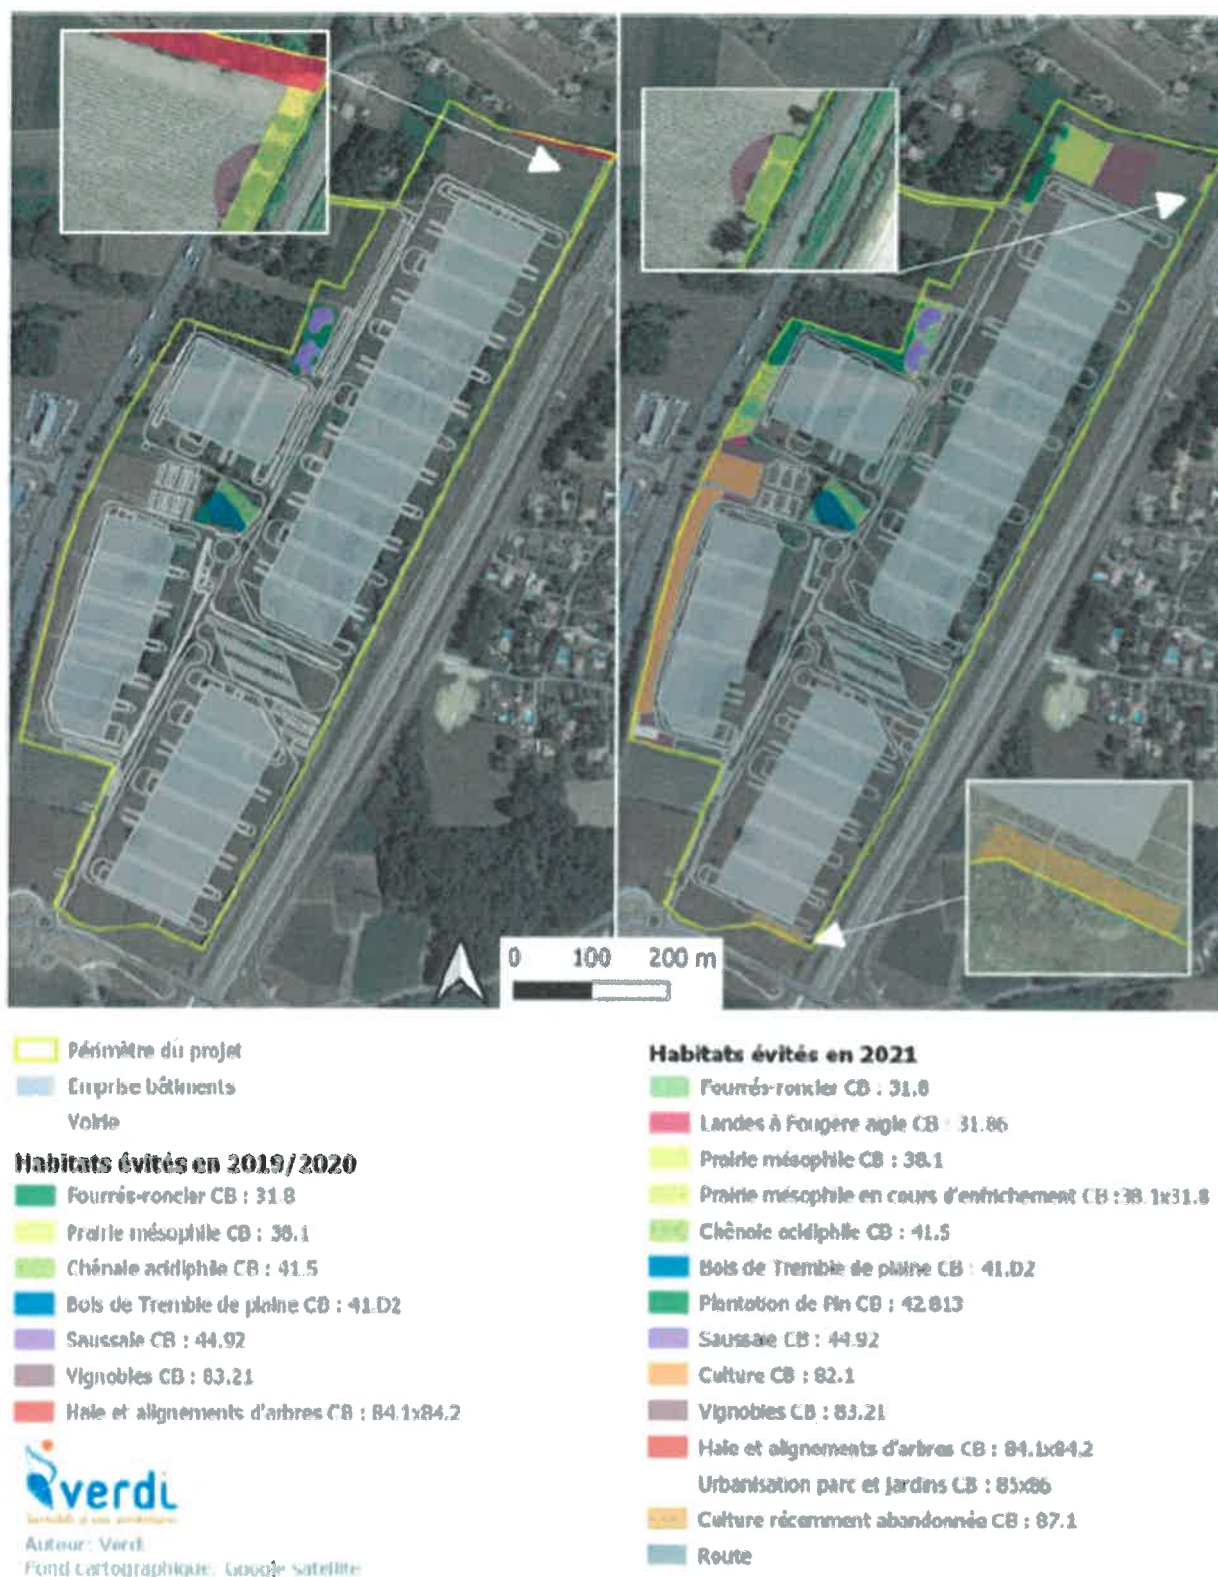 0 100 200 m
Périmètre du projet
Emprise bâtiments
Voirie
Habitats évités en 2019/2020
Fourrés-roncier CB : 31.8
Prairie mésophile CB : 38.1
Chênaie acidiphile CB : 41.5
Bois de Tremble de plaine CB : 41.D2
Saussaie CB : 44.92
Vignobles CB : 83.21
Haie et alignements d'arbres CB : 84.1x84.2
verdi
Auteur: Verdi
Fond cartographique: Google satellite
Habitats évités en 2021
Fourrés-roncier CB : 31.8
Landes à Fougère aigle CB : 31.86
Prairie mésophile CB : 38.1
Prairie mésophile en cours d'enfrichement CB :38.1x31.8
Chênaie acidiphile CB : 41.5
Bois de Tremble de plaine CB : 41.D2
Plantation de Pin CB : 42.813
Saussaie CB : 44.92
Culture CB : 82.1
Vignobles CB : 83.21
Haie et alignements d'arbres CB : 84.1x84.2
Urbanisation parc et jardins CB : 85x86
Culture récemment abandonnée CB : 87.1
Route